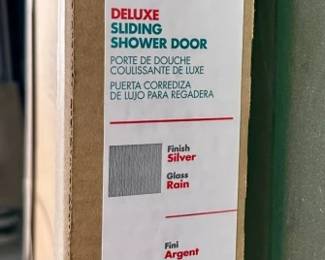 DELUXE
SLIDING
SHOWER DOOR
PORTE DE DOUCHE
COULISSANTE DE LUXE
PUERTA CORREDIZA
DE LUJO PARA REGADERA
Finish
Silver
Glass
Rain
Fini
Argent